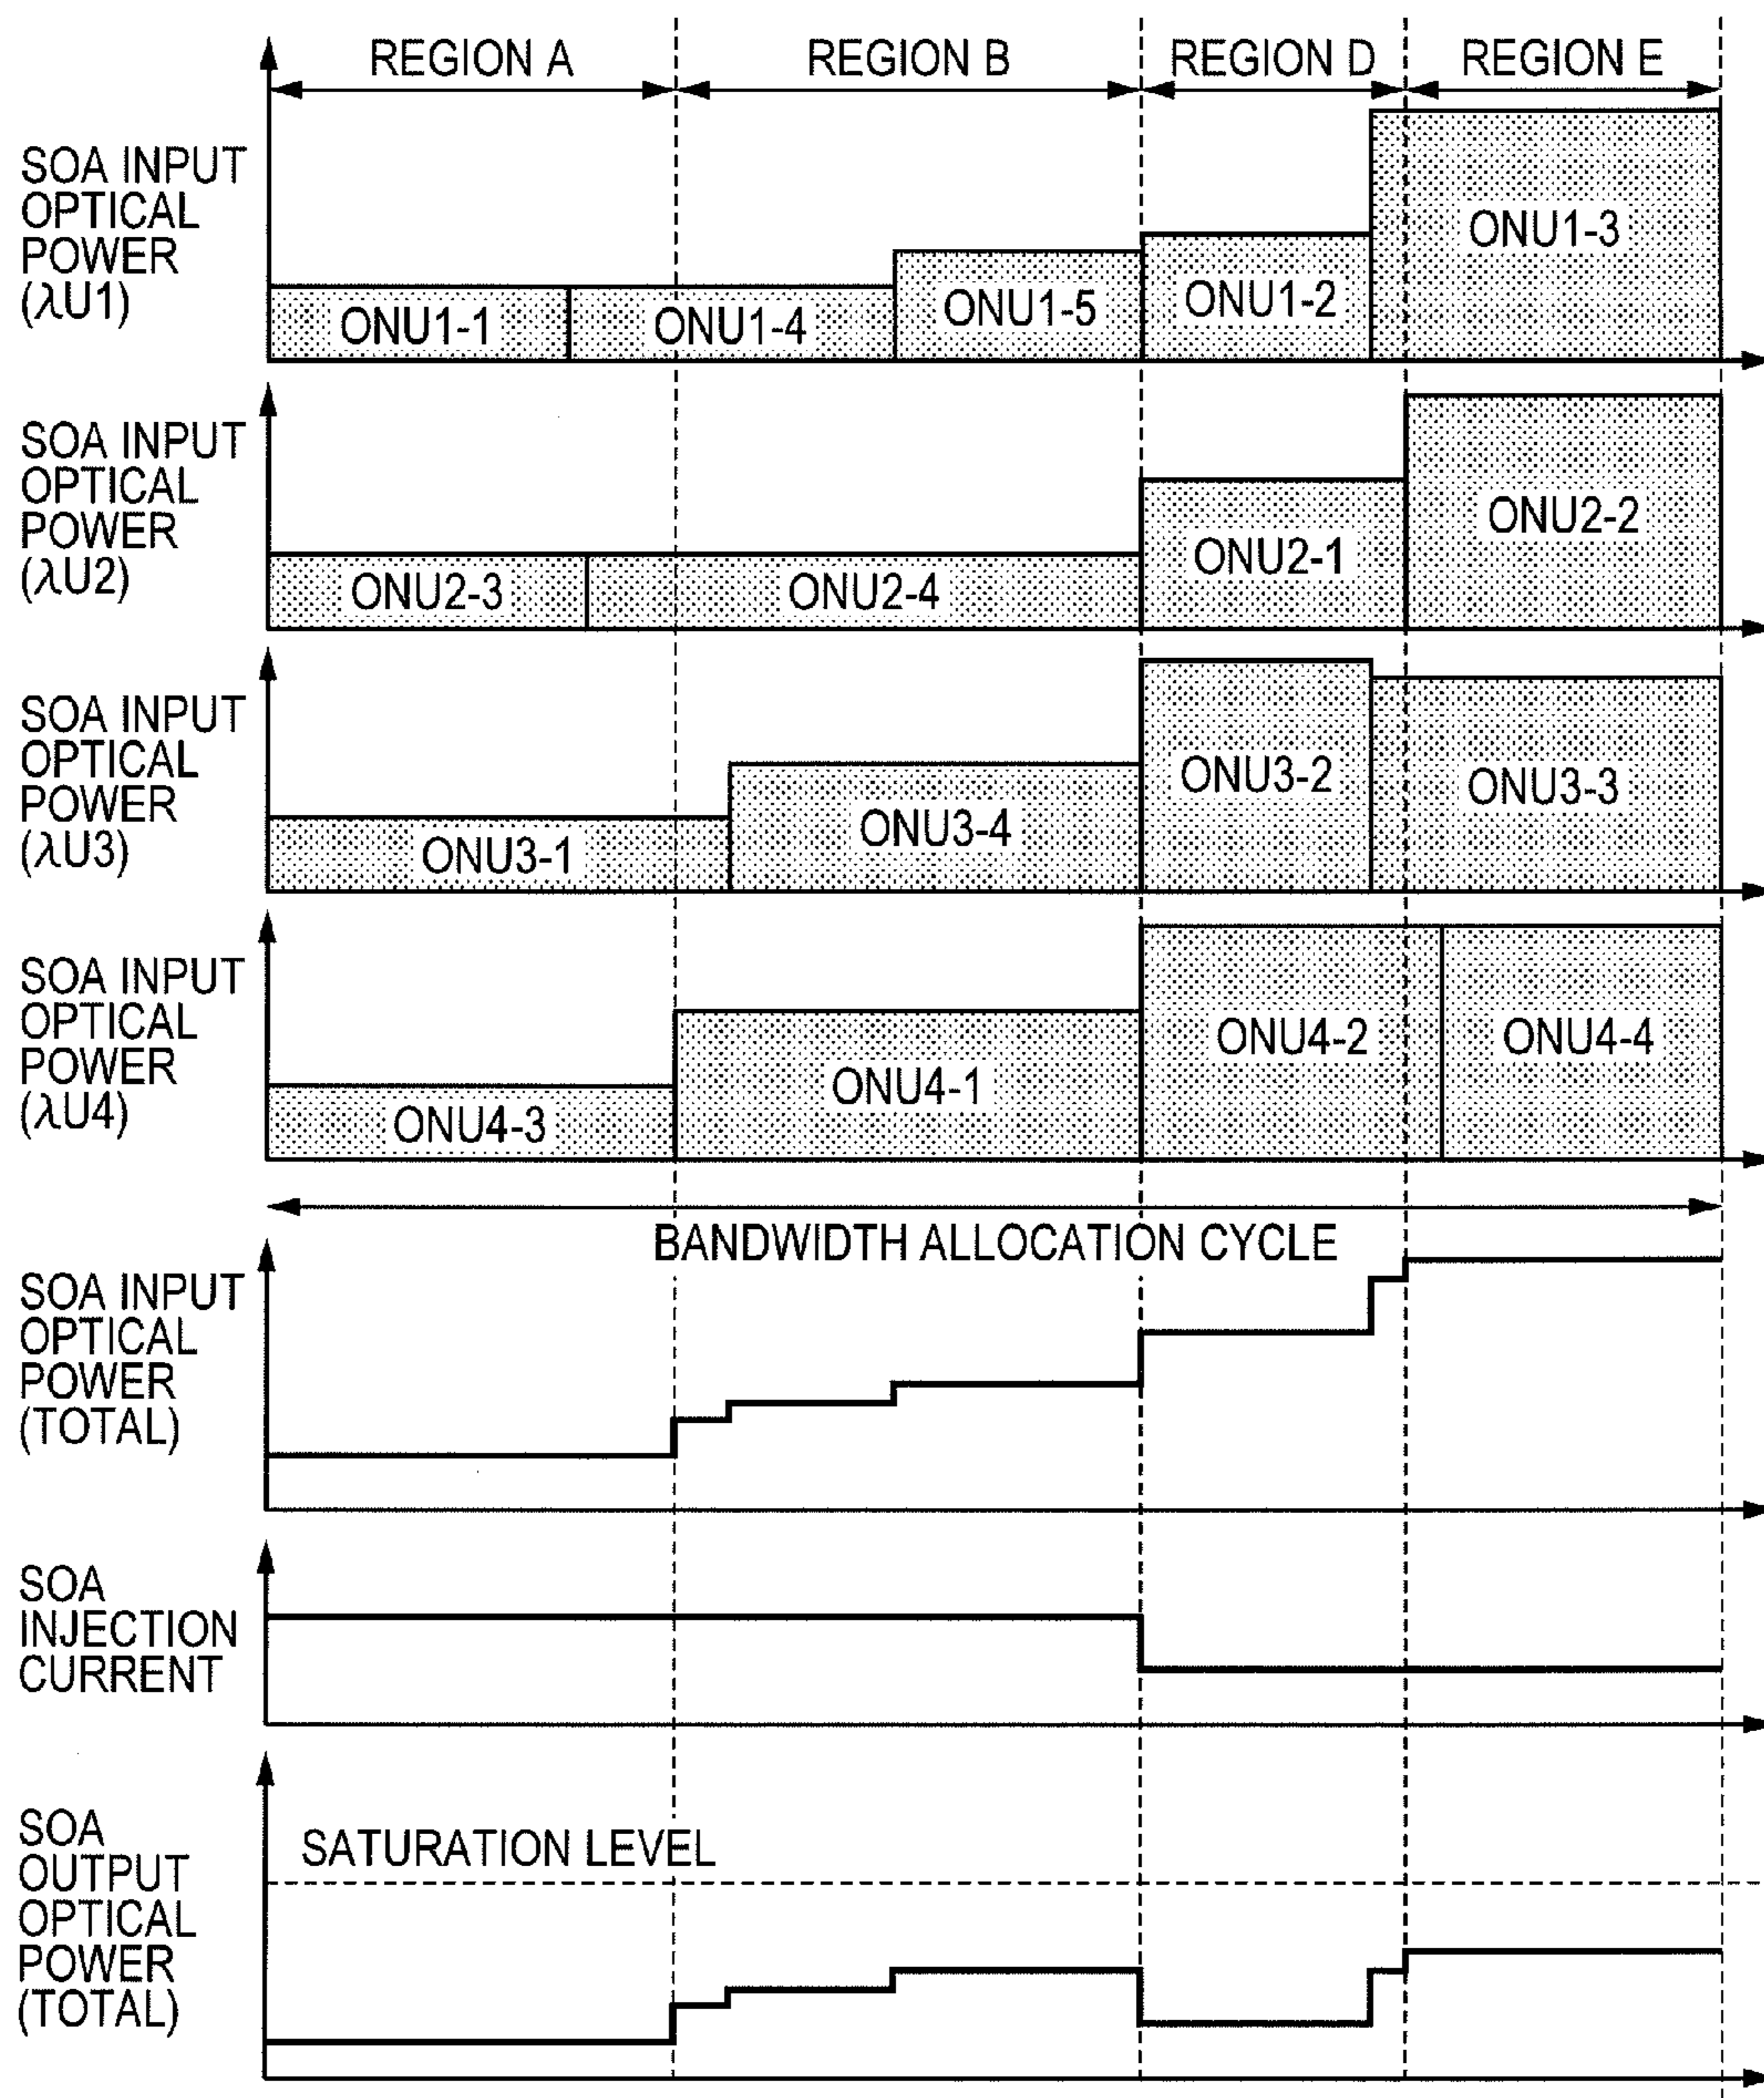 REGION A
REGION B
REGION D
REGION E
SOA INPUT
OPTICAL
POWER
(λU1)
ONU1-1
ONU1-4
ONU1-5
ONU1-2
ONU1-3
SOA INPUT
OPTICAL
POWER
(λU2)
ONU2-3
ONU2-4
ONU2-1
ONU2-2
SOA INPUT
OPTICAL
POWER
(λU3)
ONU3-1
ONU3-4
ONU3-2
ONU3-3
SOA INPUT
OPTICAL
POWER
(λU4)
ONU4-3
ONU4-1
ONU4-2
ONU4-4
BANDWIDTH ALLOCATION CYCLE
SOA INPUT
OPTICAL
POWER
(TOTAL)
SOA
INJECTION
CURRENT
SOA
OUTPUT
OPTICAL
POWER
(TOTAL)
SATURATION LEVEL